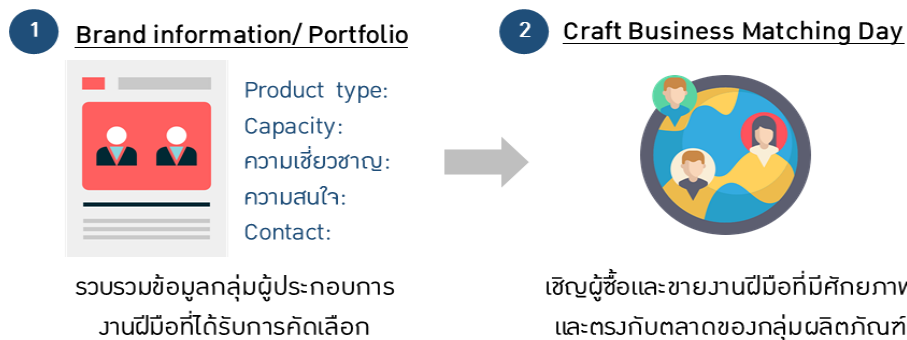 1
Brand information/ Portfolio
Product type:
Capacity:
ความเชี่ยวชาญ:
ความสนใจ:
Contact:
รวบรวมข้อมูลกลุ่มผู้ประกอบการ
งานฝีมือที่ได้รับการคัดเลือก
2
Craft Business Matching Day
เชิญผู้ซื้อและขายงานฝีมือที่มีศักยภาพ
และตรงกับตลาดของกลุ่มผลิตภัณฑ์